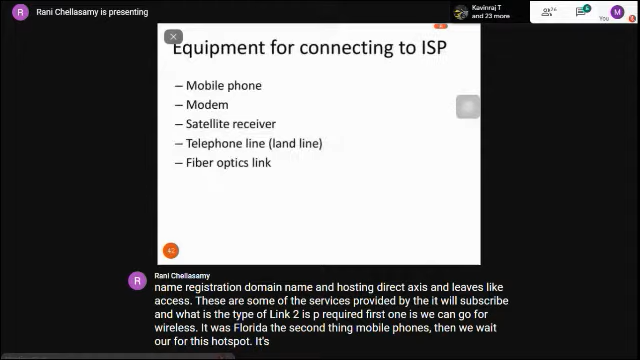 R Rani Chellasamy is presenting
Kavinraj T
and 23 more
You
M
Equipment for connecting to ISP
– Mobile phone
– Modem
– Satellite receiver
– Telephone line (land line)
– Fiber optics link
42
R Rani Chellasamy
name registration domain name and hosting direct axis and leaves like
access. These are some of the services provided by the it will subscribe
and what is the type of Link 2 is p required first one is we can go for
wireless. It was Florida the second thing mobile phones, then we wait
our for this hotspot. It's